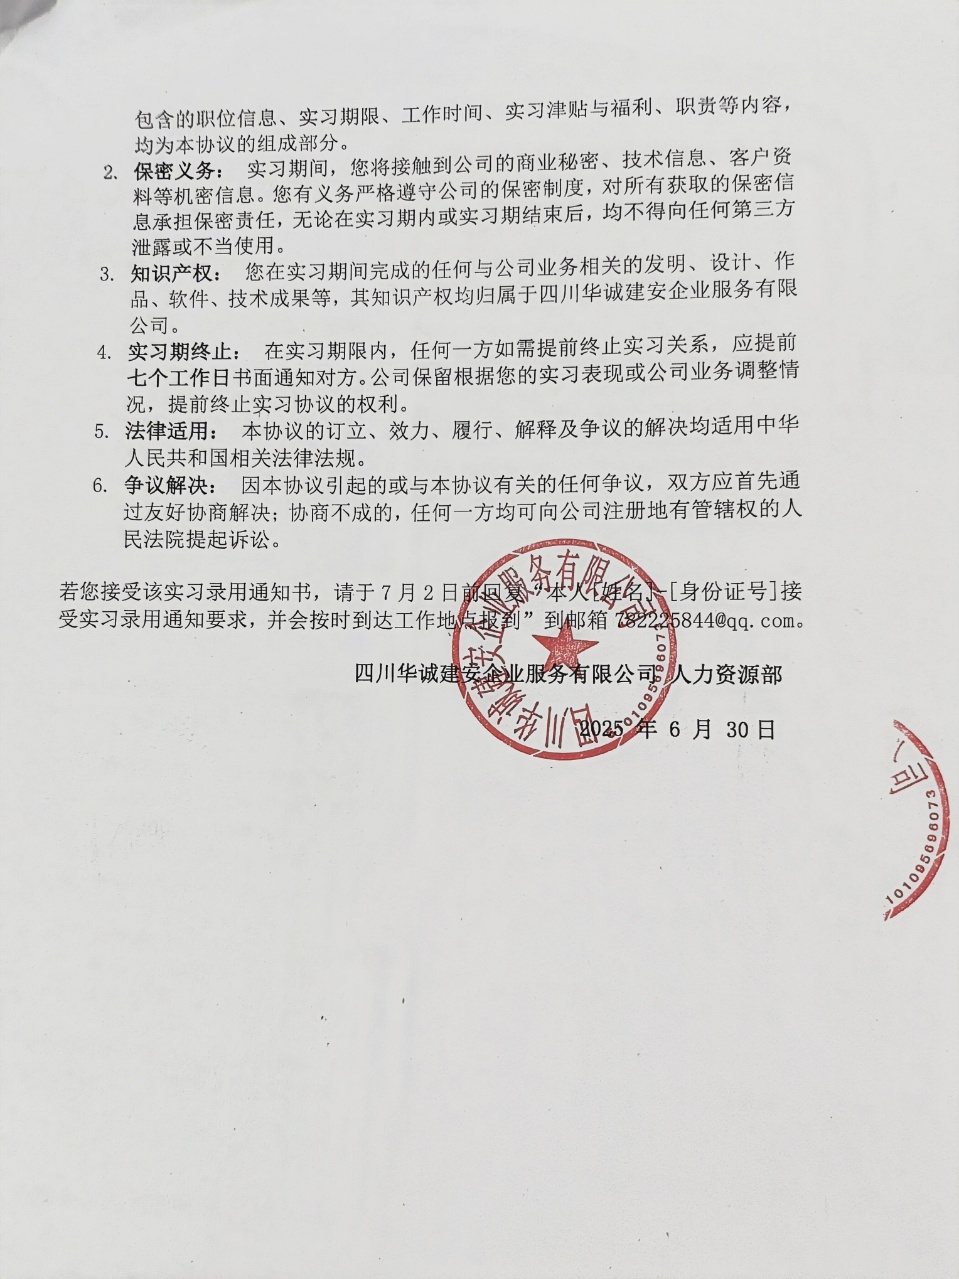 包含的职位信息、实习期限、工作时间、实习津贴与福利、职责等内容，
均为本协议的组成部分。
2. 保密义务： 实习期间，您将接触到公司的商业秘密、技术信息、客户资
料等机密信息。您有义务严格遵守公司的保密制度，对所有获取的保密信
息承担保密责任，无论在实习期内或实习期结束后，均不得向任何第三方
泄露或不当使用。
3. 知识产权： 您在实习期间完成的任何与公司业务相关的发明、设计、作
品、软件、技术成果等，其知识产权均归属于四川华诚建安企业服务有限
公司。
4. 实习期终止： 在实习期限内，任何一方如需提前终止实习关系，应提前
七个工作日书面通知对方。公司保留根据您的实习表现或公司业务调整情
况，提前终止实习协议的权利。
5. 法律适用： 本协议的订立、效力、履行、解释及争议的解决均适用中华
人民共和国相关法律法规。
6. 争议解决： 因本协议引起的或与本协议有关的任何争议，双方应首先通
过友好协商解决；协商不成的，任何一方均可向公司注册地有管辖权的人
民法院提起诉讼。
若您接受该实习录用通知书，请于 7 月 2 日前回复“本人[姓名]、[身份证号]接
受实习录用通知要求，并会按时到达工作地点报到”到邮箱 782225844@qq.com。
四川华诚建安企业服务有限公司 人力资源部
2025 年 6 月 30 日
四川华诚建安企业服务有限公司
5101095696073
司
101095696073